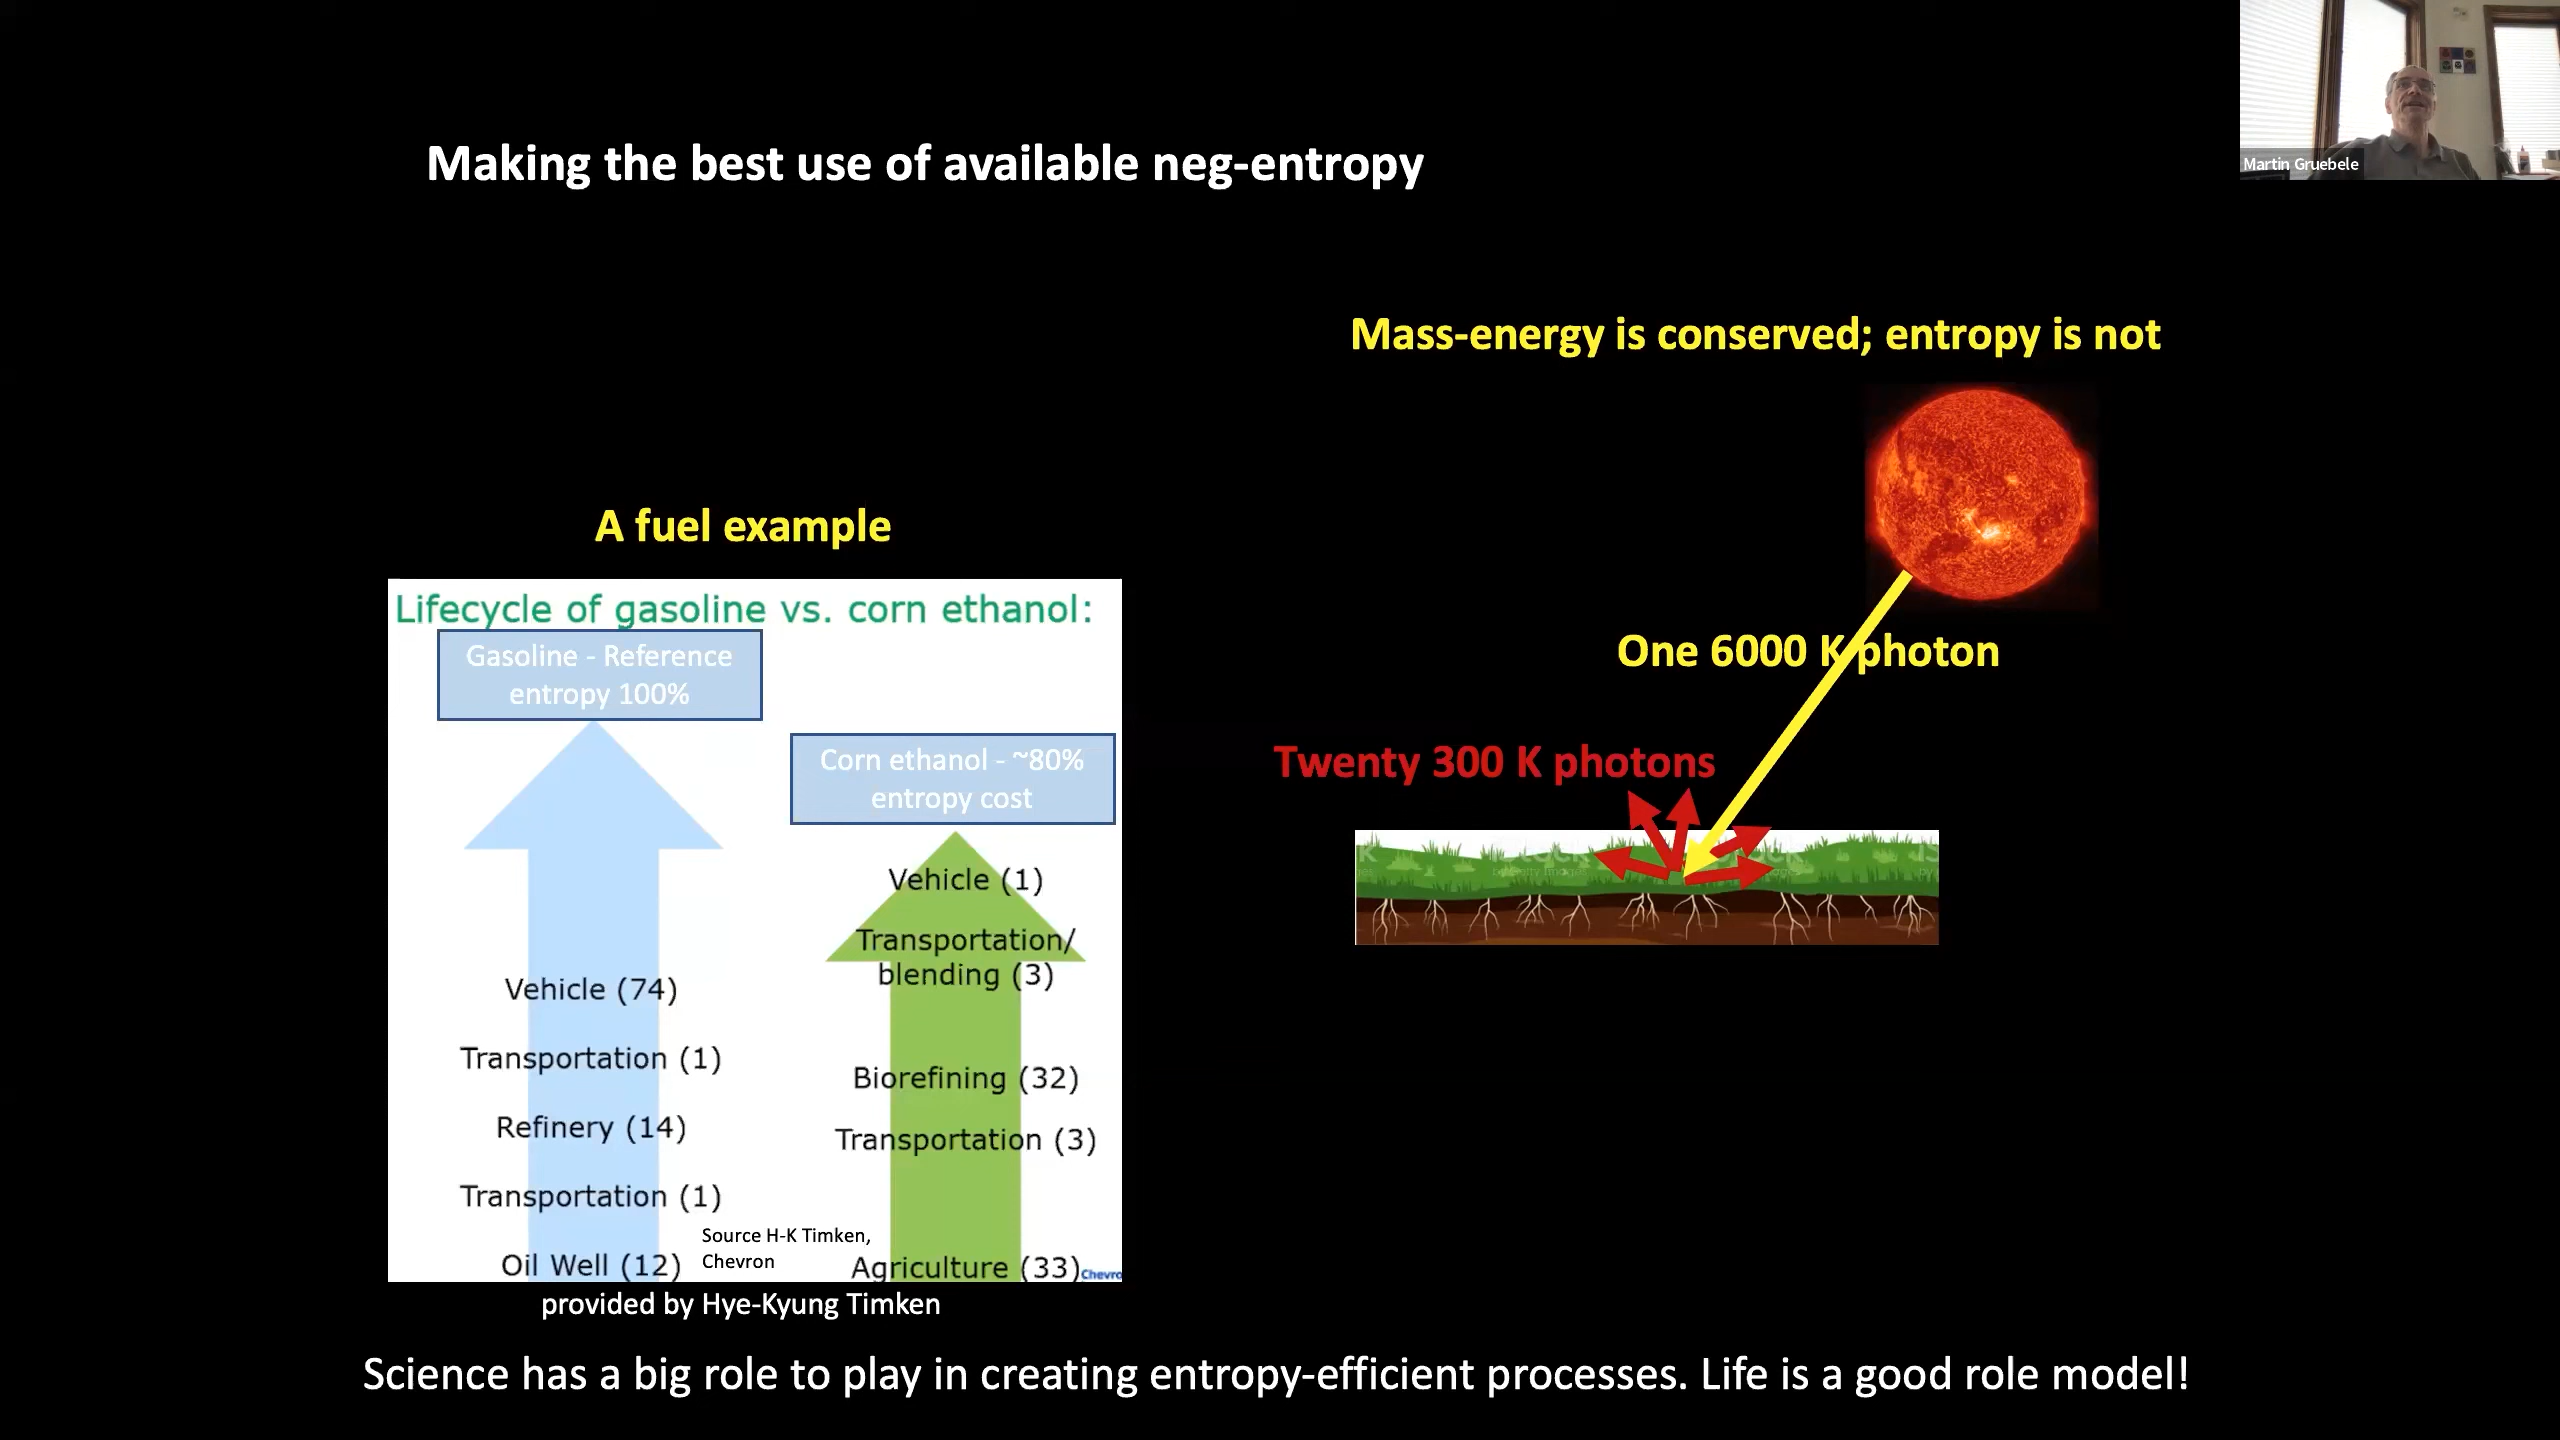 Making the best use of available neg-entropy
Martin Gruebele
Mass-energy is conserved; entropy is not
A fuel example
Lifecycle of gasoline vs. corn ethanol:
Gasoline - Reference
entropy 100%
Corn ethanol - ~80%
entropy cost
Vehicle (74)
Transportation (1)
Refinery (14)
Transportation (1)
Oil Well (12)
Vehicle (1)
Transportation/
blending (3)
Biorefining (32)
Transportation (3)
Agriculture (33)
Source H-K Timken,
Chevron
Chevro
provided by Hye-Kyung Timken
One 6000 K photon
Twenty 300 K photons
Science has a big role to play in creating entropy-efficient processes. Life is a good role model!